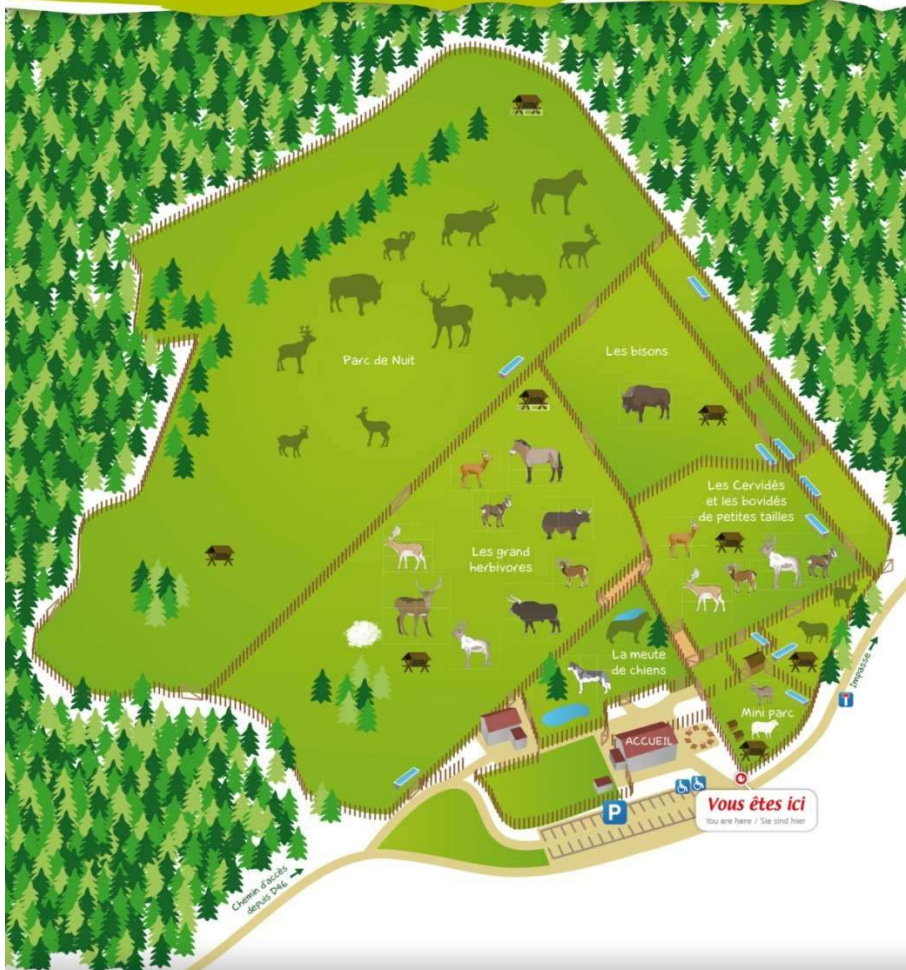 Parc de Nuit
Les bisons
Les Cervidés
et les bovidés
de petites tailles
Les grand
herbivores
La meute
de chiens
Mini parc
ACCUEIL
Impasse
P
Vous êtes ici
You are here / Sie sind hier
Chemin d'accès
depuis D46